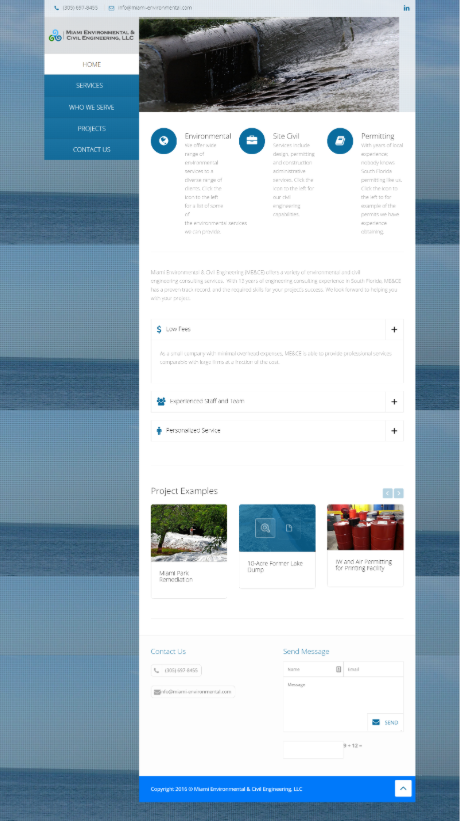 (305) 697-8455 info@miami-environmental.com
Miami Environmental &
Civil Engineering, LLC
HOME
SERVICES
WHO WE SERVE
PROJECTS
CONTACT US
Environmental
We offer wide
range of
environmental
services to a
diverse range of
clients. Click the
icon to the left
for a list of some
of
the environmental services
we can provide.
Site Civil
Services include
design, permitting
and construction
administrative
services. Click the
icon to the left for
our civil
engineering
capabilities.
Permitting
With years of local
experience,
nobody knows
South Florida
permitting like us.
Click the icon to
the left to for
example of the
permits we have
experience
obtaining.
Miami Environmental & Civil Engineering (ME&CE) offers a variety of environmental and civil
engineering consulting services. With years of engineering consulting experience in South Florida, ME&CE
has a proven track record and the required skills for your projects success. We look forward to helping you
with your project.
Low Fees
As a small company with minimal overhead expenses, ME&CE is able to provide professional services
comparable with large firms at a fraction of the cost.
Experienced Staff and Team
Personalized Service
Project Examples
Miami Park
Remediation
10-Acre Former Lake
Dump
IW and Air Permitting
for Printing Facility
Contact Us
(305) 697-8455
info@miami-environmental.com
Send Message
Name Email
Message
SEND
8 + 10 =
Copyright 2016 © Miami Environmental & Civil Engineering, LLC